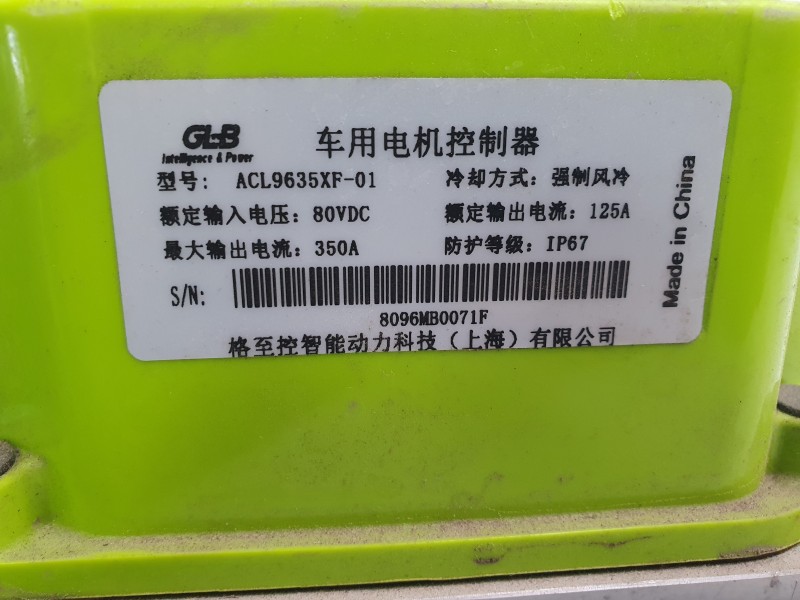 GLB
Intelligence & Power
车用电机控制器
型号: ACL9635XF-01 冷却方式: 强制风冷
额定输入电压: 80VDC 额定输出电流: 125A
最大输出电流: 350A 防护等级: IP67
S/N:
8096MB0071F
格至控智能动力科技（上海）有限公司
Made in China